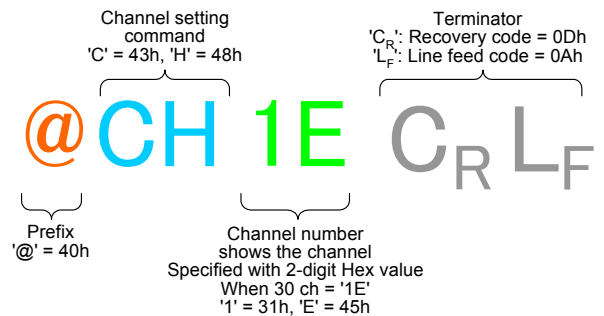 Channel setting
command
'C' = 43h, 'H' = 48h
Terminator
'CR': Recovery code = 0Dh
'LF': Line feed code = 0Ah
@CH 1E CR LF
Prefix
'@' = 40h
Channel number
shows the channel
Specified with 2-digit Hex value
When 30 ch = '1E'
'1' = 31h, 'E' = 45h